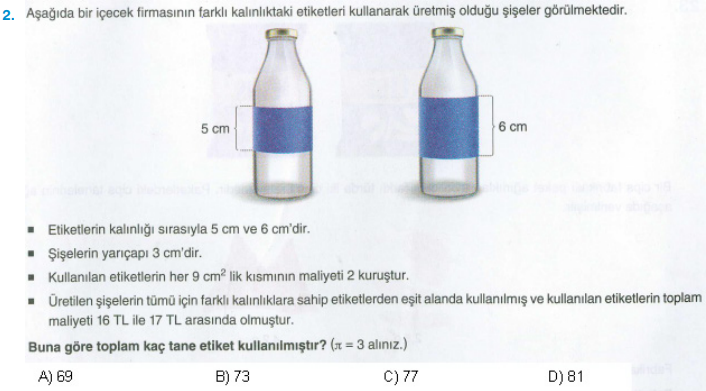 2. Aşağıda bir içecek firmasının farklı kalınlıktaki etiketleri kullanarak üretmiş olduğu şişeler görülmektedir.
5 cm
6 cm
▪ Etiketlerin kalınlığı sırasıyla 5 cm ve 6 cm'dir.
▪ Şişelerin yarıçapı 3 cm'dir.
▪ Kullanılan etiketlerin her 9 cm² lik kısmının maliyeti 2 kuruştur.
▪ Üretilen şişelerin tümü için farklı kalınlıklara sahip etiketlerden eşit alanda kullanılmış ve kullanılan etiketlerin toplam
maliyeti 16 TL ile 17 TL arasında olmuştur.
Buna göre toplam kaç tane etiket kullanılmıştır? (π = 3 alınız.)
A) 69 B) 73 C) 77 D) 81